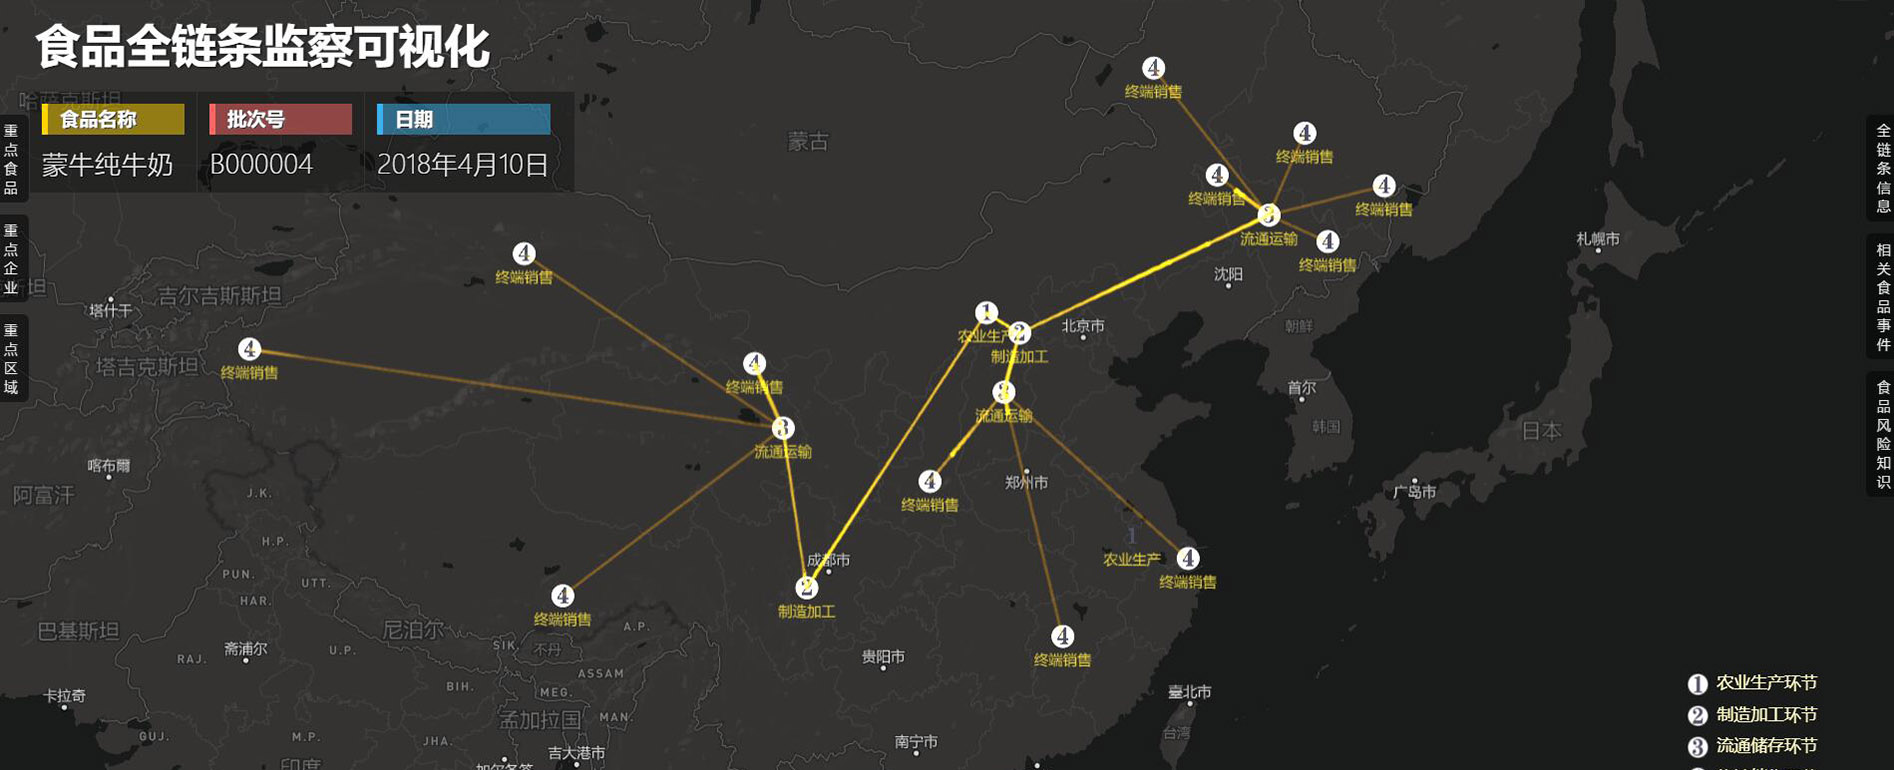 食品全链条监察可视化
食品名称
批次号
日期
蒙牛纯牛奶
B000004
2018年4月10日
重点食品
重点企业
重点区域
全链条信息
相关食品事件
食品风险知识
哈萨克斯坦
蒙古
4
终端销售
4
终端销售
4
终端销售
4
终端销售
3
流通运输
4
终端销售
札幌市
沈阳
4
终端销售
斯坦
吉尔吉斯斯坦
塔什干
1
农业生产
2
制造加工
北京市
朝鲜
4
终端销售
塔吉克斯坦
4
终端销售
3
流通运输
首尔
韩国
日本
3
流通运输
喀布爾
阿富汗
J.K.
4
终端销售
郑州市
广岛市
H.P.
1
农业生产
4
终端销售
成都市
2
制造加工
PUN.
UTT.
HAR.
4
终端销售
巴基斯坦
尼泊尔
A.P.
4
终端销售
斋浦尔
RAJ.
U.P.
SIK.
不丹
ASSAM
贵阳市
BIH.
MEG.
卡拉奇
孟加拉国
MAN.
臺北市
台湾
GUJ.
M.P.
JHA.
吉大港市
南宁市
印度
1 农业生产环节
2 制造加工环节
3 流通储存环节